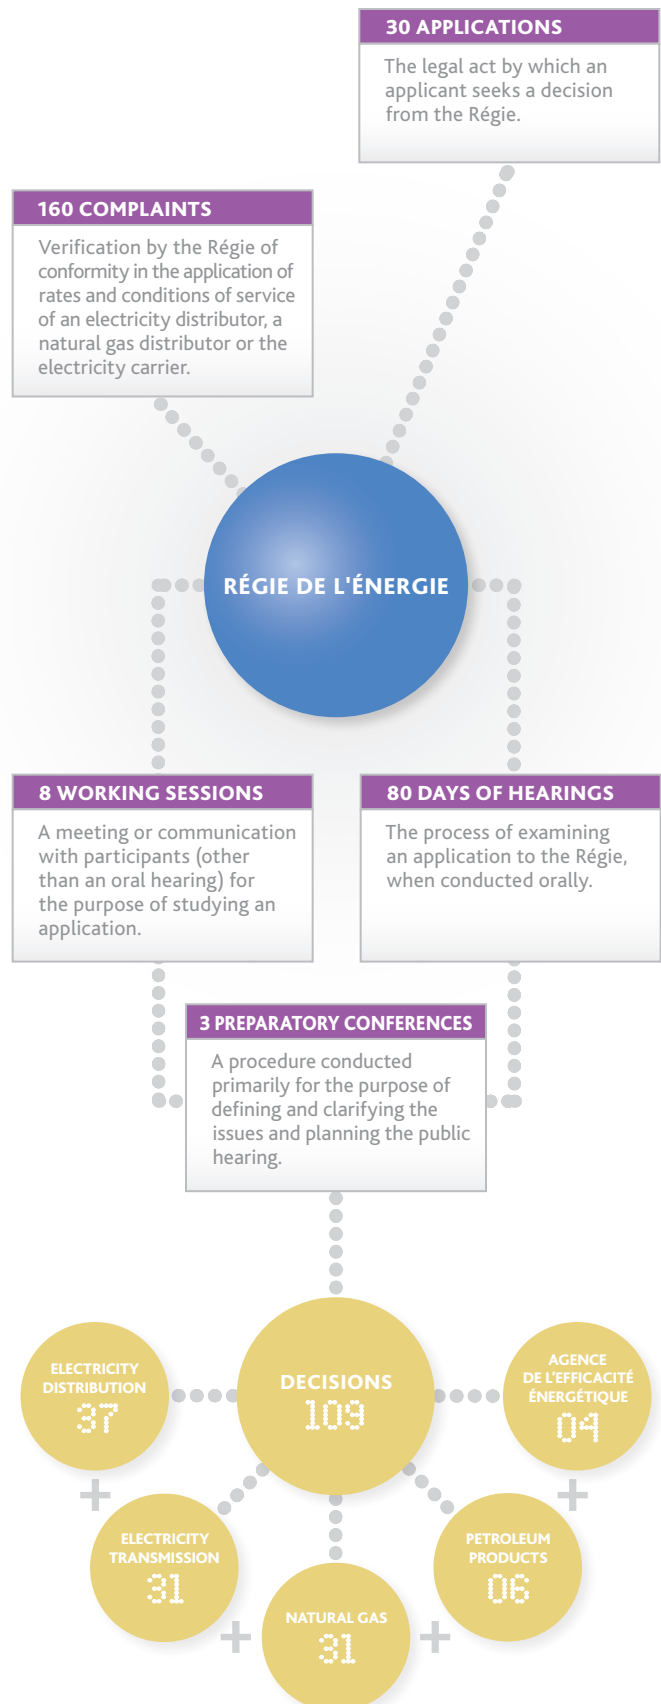 30 APPLICATIONS
The legal act by which an
applicant seeks a decision
from the Régie.
160 COMPLAINTS
Verification by the Régie of
conformity in the application of
rates and conditions of service
of an electricity distributor, a
natural gas distributor or the
electricity carrier.
RÉGIE DE L'ÉNERGIE
8 WORKING SESSIONS
A meeting or communication
with participants (other
than an oral hearing) for
the purpose of studying an
application.
80 DAYS OF HEARINGS
The process of examining
an application to the Régie,
when conducted orally.
3 PREPARATORY CONFERENCES
A procedure conducted
primarily for the purpose of
defining and clarifying the
issues and planning the public
hearing.
DECISIONS
109
ELECTRICITY
DISTRIBUTION
37
+
ELECTRICITY
TRANSMISSION
31
+
NATURAL GAS
31
+
PETROLEUM
PRODUCTS
06
+
AGENCE
DE L'EFFICACITÉ
ÉNERGÉTIQUE
04